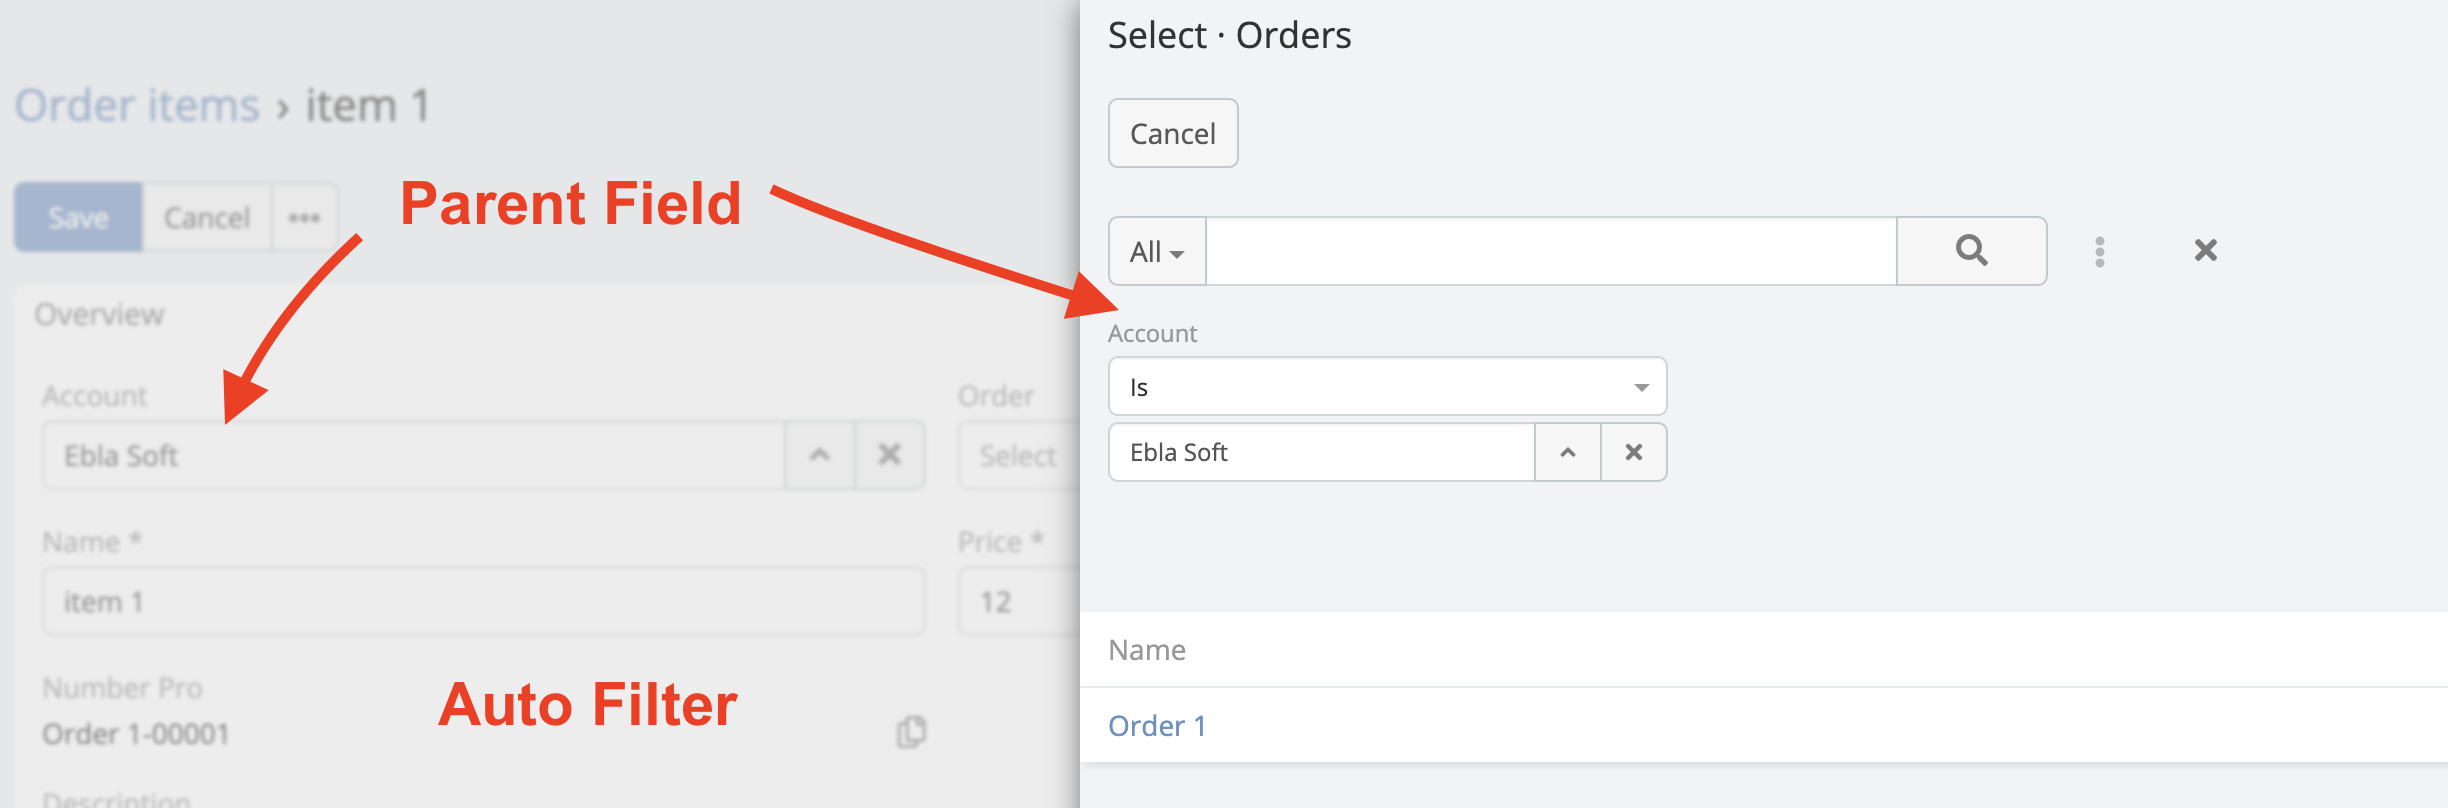 Order items › item 1
Save Cancel •••
Parent Field
Overview
Account
Ebla Soft
Order
Select
Name *
item 1
Price *
12
Number Pro
Order 1-00001
Auto Filter
Description
Select · Orders
Cancel
All
Account
Is
Ebla Soft
Name
Order 1